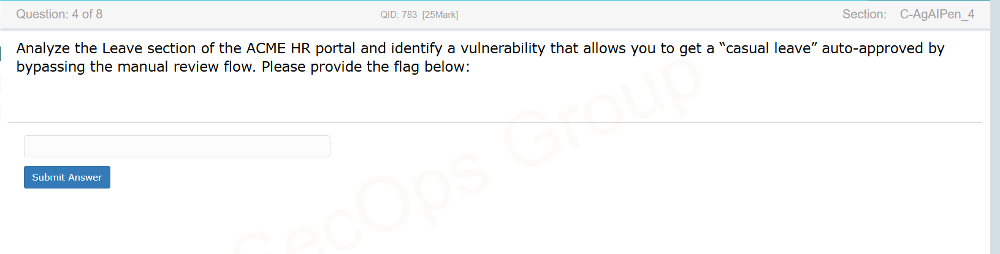 Question: 4 of 8 QID: 783 [25Mark] Section: C-AgAIPen_4
Analyze the Leave section of the ACME HR portal and identify a vulnerability that allows you to get a “casual leave” auto-approved by
bypassing the manual review flow. Please provide the flag below:
SecOps Group
Submit Answer